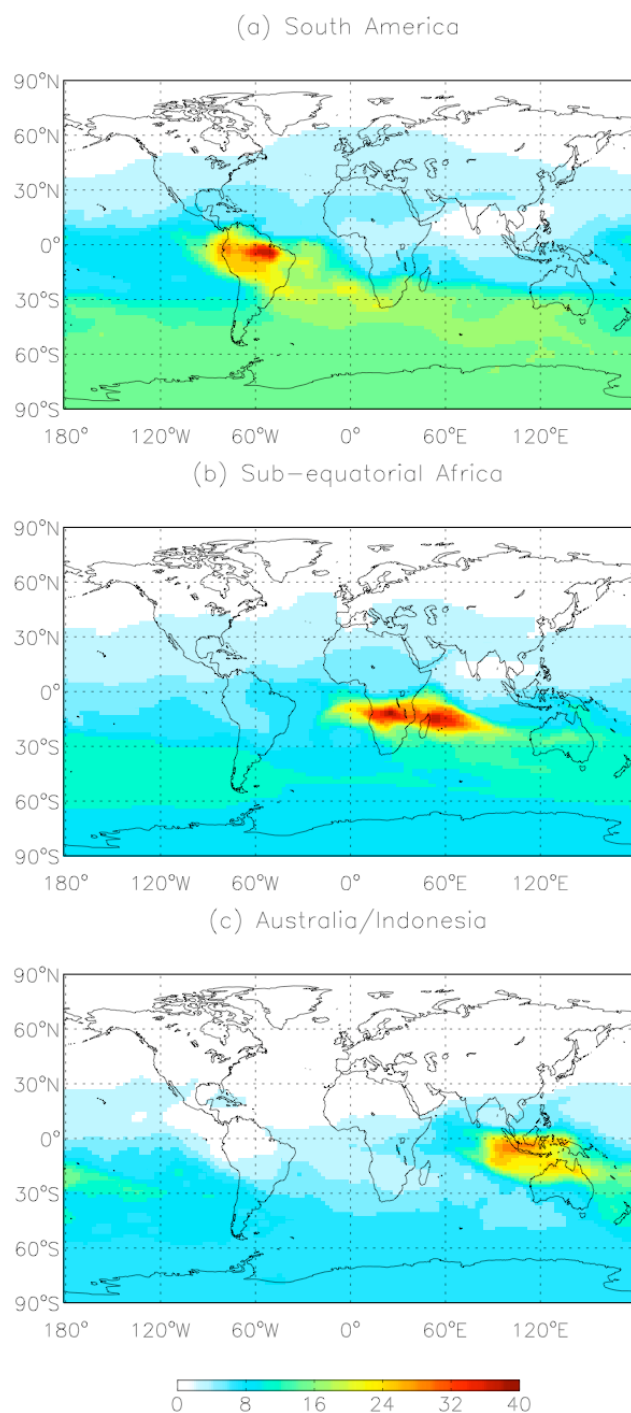 (a) South America
90°N
60°N
30°N
0°
30°S
60°S
90°S
180° 120°W 60°W 0° 60°E 120°E
(b) Sub-equatorial Africa
90°N
60°N
30°N
0°
30°S
60°S
90°S
180° 120°W 60°W 0° 60°E 120°E
(c) Australia/Indonesia
90°N
60°N
30°N
0°
30°S
60°S
90°S
180° 120°W 60°W 0° 60°E 120°E
0 8 16 24 32 40